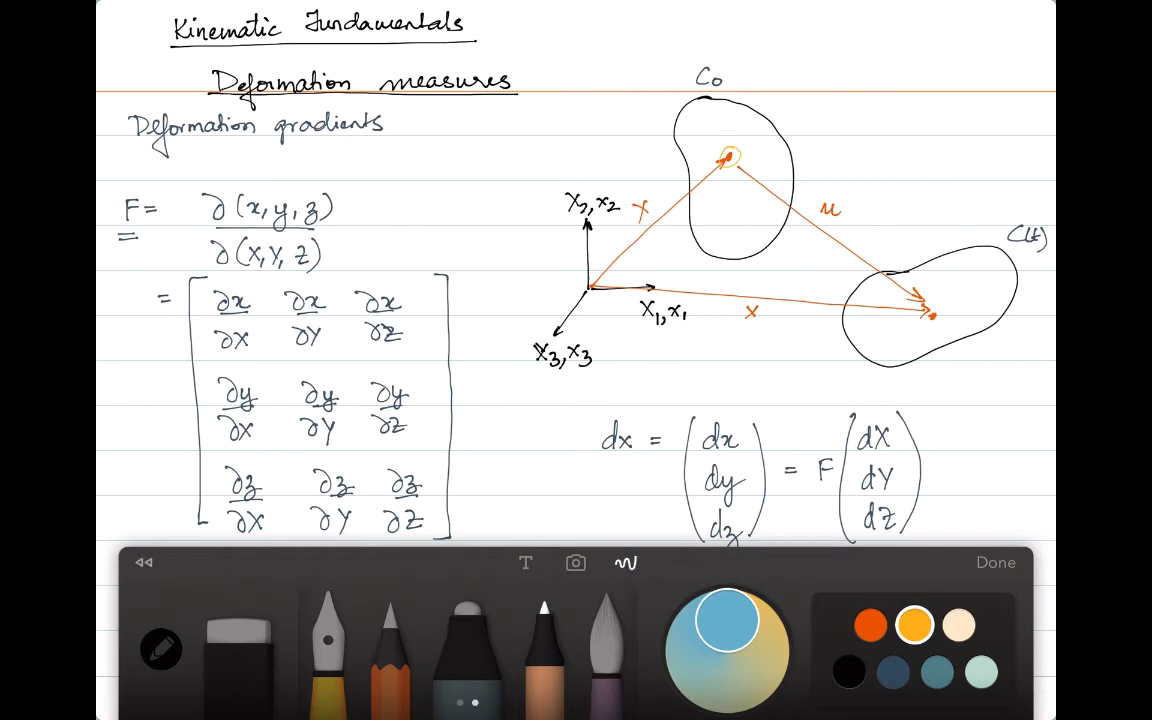 Kinematic Fundamentals
Deformation measures
Deformation gradients
F = ∂(x, y, z)
∂(X, Y, Z)
= [ ∂x ∂x ∂x
∂X ∂Y ∂Z
∂y ∂y ∂y
∂X ∂Y ∂Z
∂z ∂z ∂z
∂X ∂Y ∂Z ]
C0
X2, x2
X
u
C(t)
X1, x1
x
X3, x3
dx = ( dx dy dz ) = F ( dX dY dZ )
T
Done